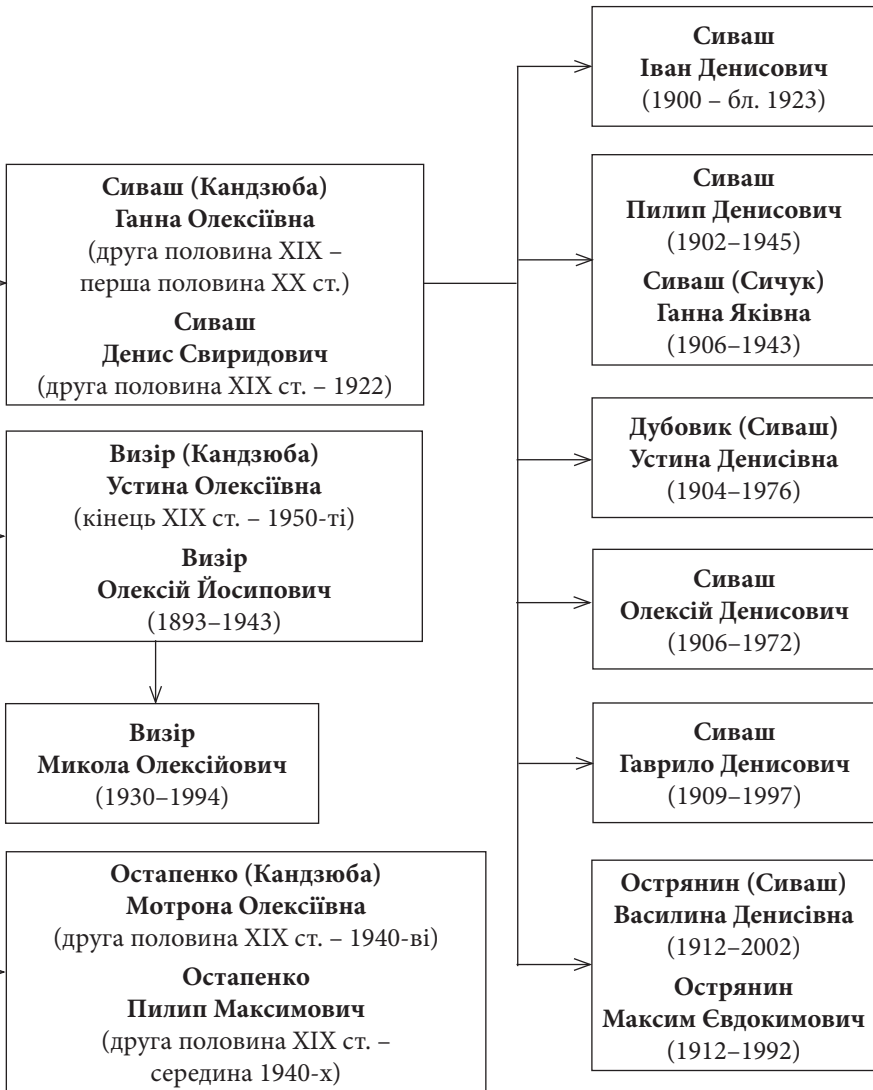 Сиваш (Кандзюба)
Ганна Олексіївна
(друга половина XIX –
перша половина XX ст.)
Сиваш
Денис Свиридович
(друга половина XIX ст. – 1922)
Визір (Кандзюба)
Устина Олексіївна
(кінець XIX ст. – 1950-ті)
Визір
Олексій Йосипович
(1893–1943)
Визір
Микола Олексійович
(1930–1994)
Остапенко (Кандзюба)
Мотрона Олексіївна
(друга половина XIX ст. – 1940-ві)
Остапенко
Пилип Максимович
(друга половина XIX ст. –
середина 1940-х)
Сиваш
Іван Денисович
(1900 – бл. 1923)
Сиваш
Пилип Денисович
(1902–1945)
Сиваш (Сичук)
Ганна Яківна
(1906–1943)
Дубовик (Сиваш)
Устина Денисівна
(1904–1976)
Сиваш
Олексій Денисович
(1906–1972)
Сиваш
Гаврило Денисович
(1909–1997)
Острянин (Сиваш)
Василина Денисівна
(1912–2002)
Острянин
Максим Євдокимович
(1912–1992)